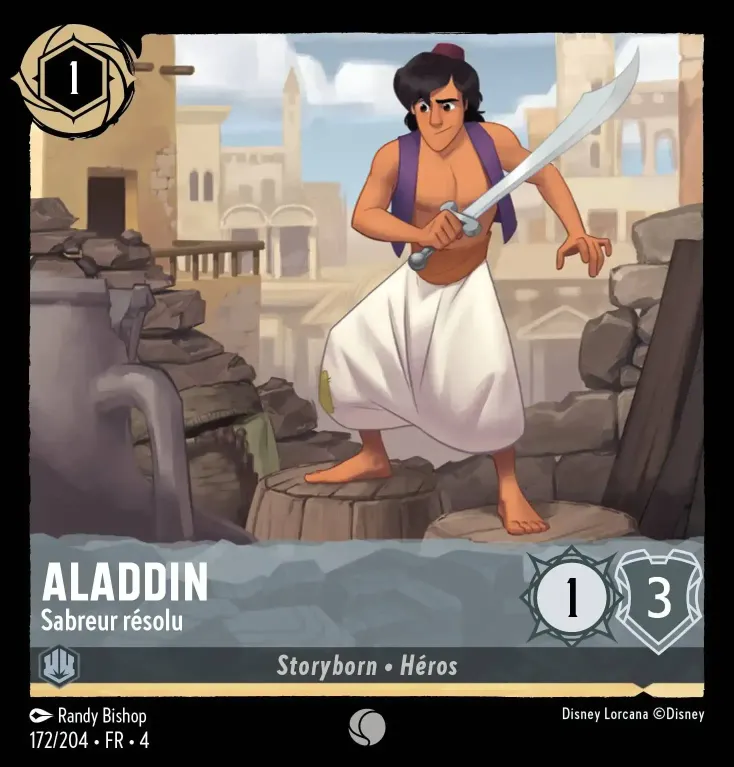 1
ALADDIN
Sabreur résolu
1
3
Storyborn • Héros
Randy Bishop
Disney Lorcana ©Disney
172/204 • FR • 4